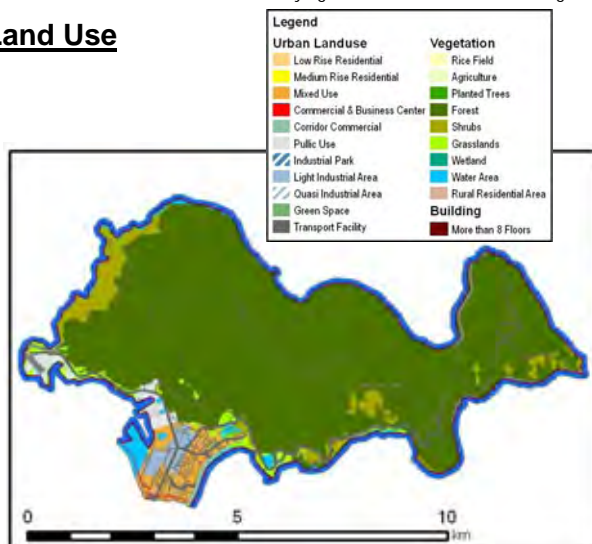 Land Use
Legend
Urban Landuse
Low Rise Residential
Medium Rise Residential
Mixed Use
Commercial & Business Center
Corridor Commercial
Pullic Use
Industrial Park
Light Industrial Area
Quasi Industrial Area
Green Space
Transport Facility
Vegetation
Rice Field
Agriculture
Planted Trees
Forest
Shrubs
Grasslands
Wetland
Water Area
Rural Residential Area
Building
More than 8 Floors
0 5 10
km